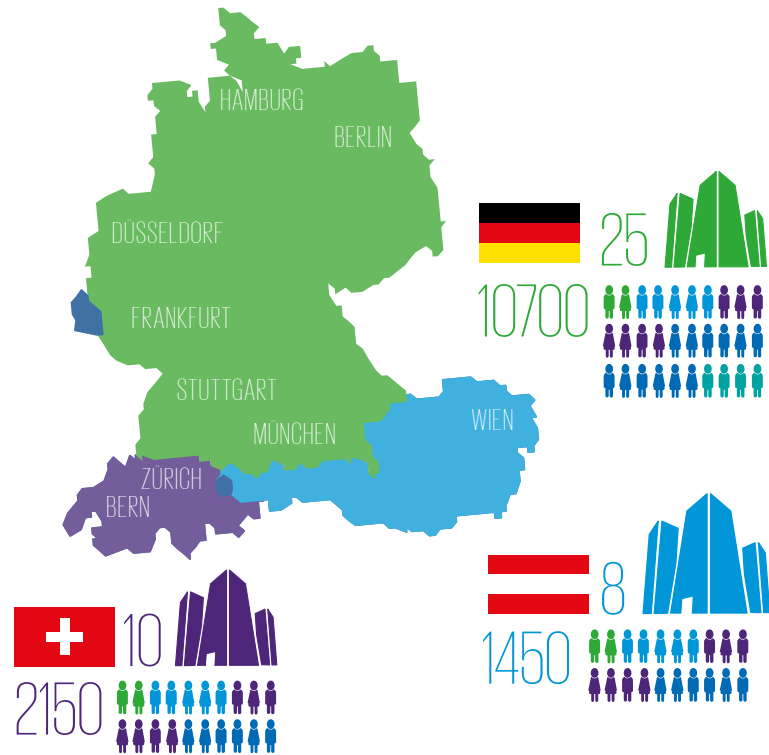 HAMBURG
BERLIN
DÜSSELDORF
25
10700
FRANKFURT
STUTTGART
MÜNCHEN
WIEN
ZÜRICH
BERN
8
1450
10
2150